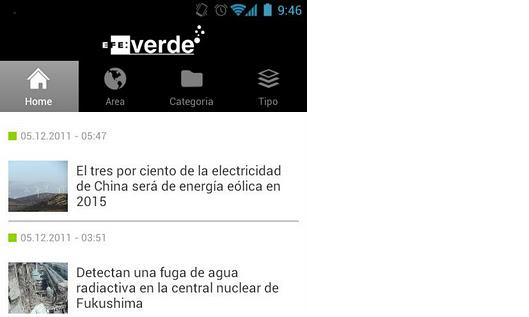 9:46
EFE: verde
Home
Area
Categoria
Tipo
05.12.2011 - 05:47
El tres por ciento de la electricidad
de China será de energía eólica en
2015
05.12.2011 - 03:51
Detectan una fuga de agua
radiactiva en la central nuclear de
Fukushima